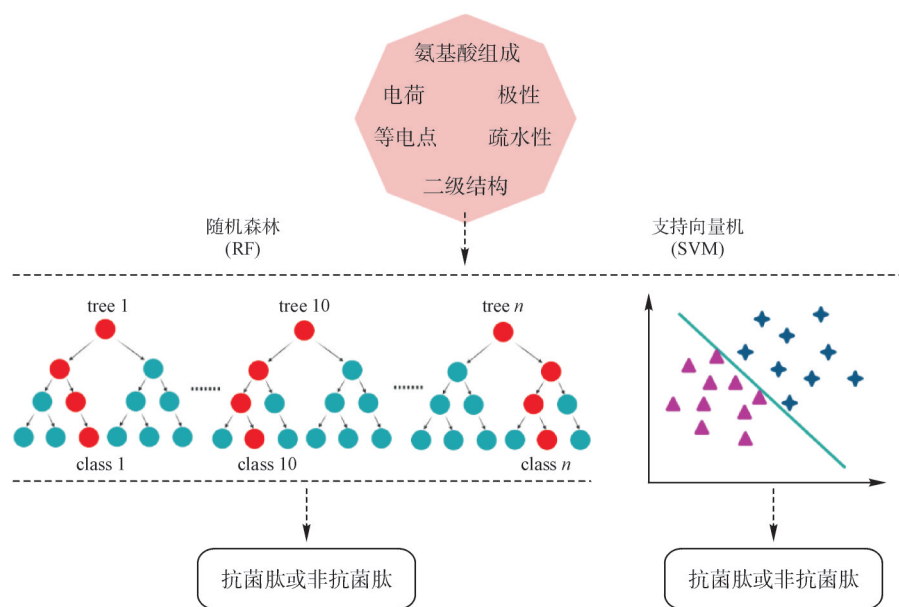 氨基酸组成
电荷 极性
等电点 疏水性
二级结构
随机森林
(RF)
支持向量机
(SVM)
tree 1 tree 10 tree n
class 1 class 10 class n
抗菌肽或非抗菌肽
抗菌肽或非抗菌肽